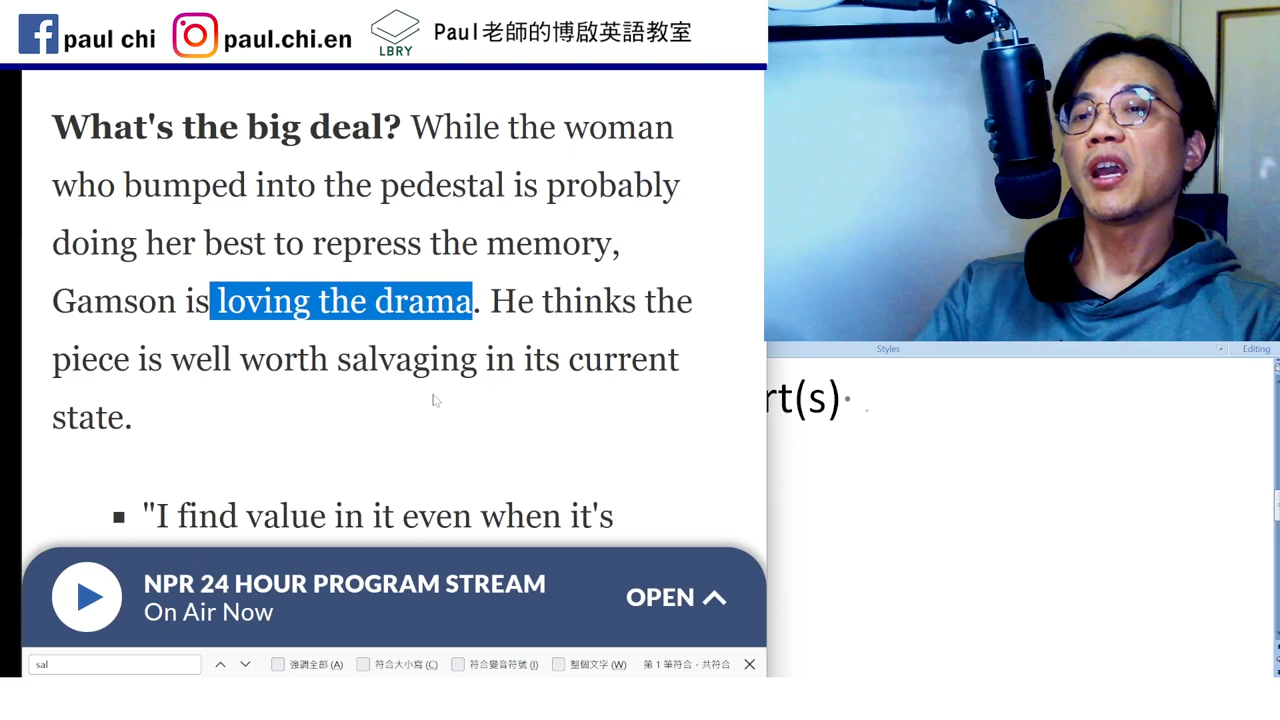 paul chi
paul.chi.en
LBRY
Paul老師的博啟英語教室
What's the big deal? While the woman
who bumped into the pedestal is probably
doing her best to repress the memory,
Gamson is loving the drama. He thinks the
piece is well worth salvaging in its current
state.
■ "I find value in it even when it's
NPR 24 HOUR PROGRAM STREAM
On Air Now
OPEN
sal
強調全部 (A)
符合大小寫 (C)
符合變音符號 (I)
整個文字 (W)
第 1 筆符合，共符合
Styles
Editing
rt(s)